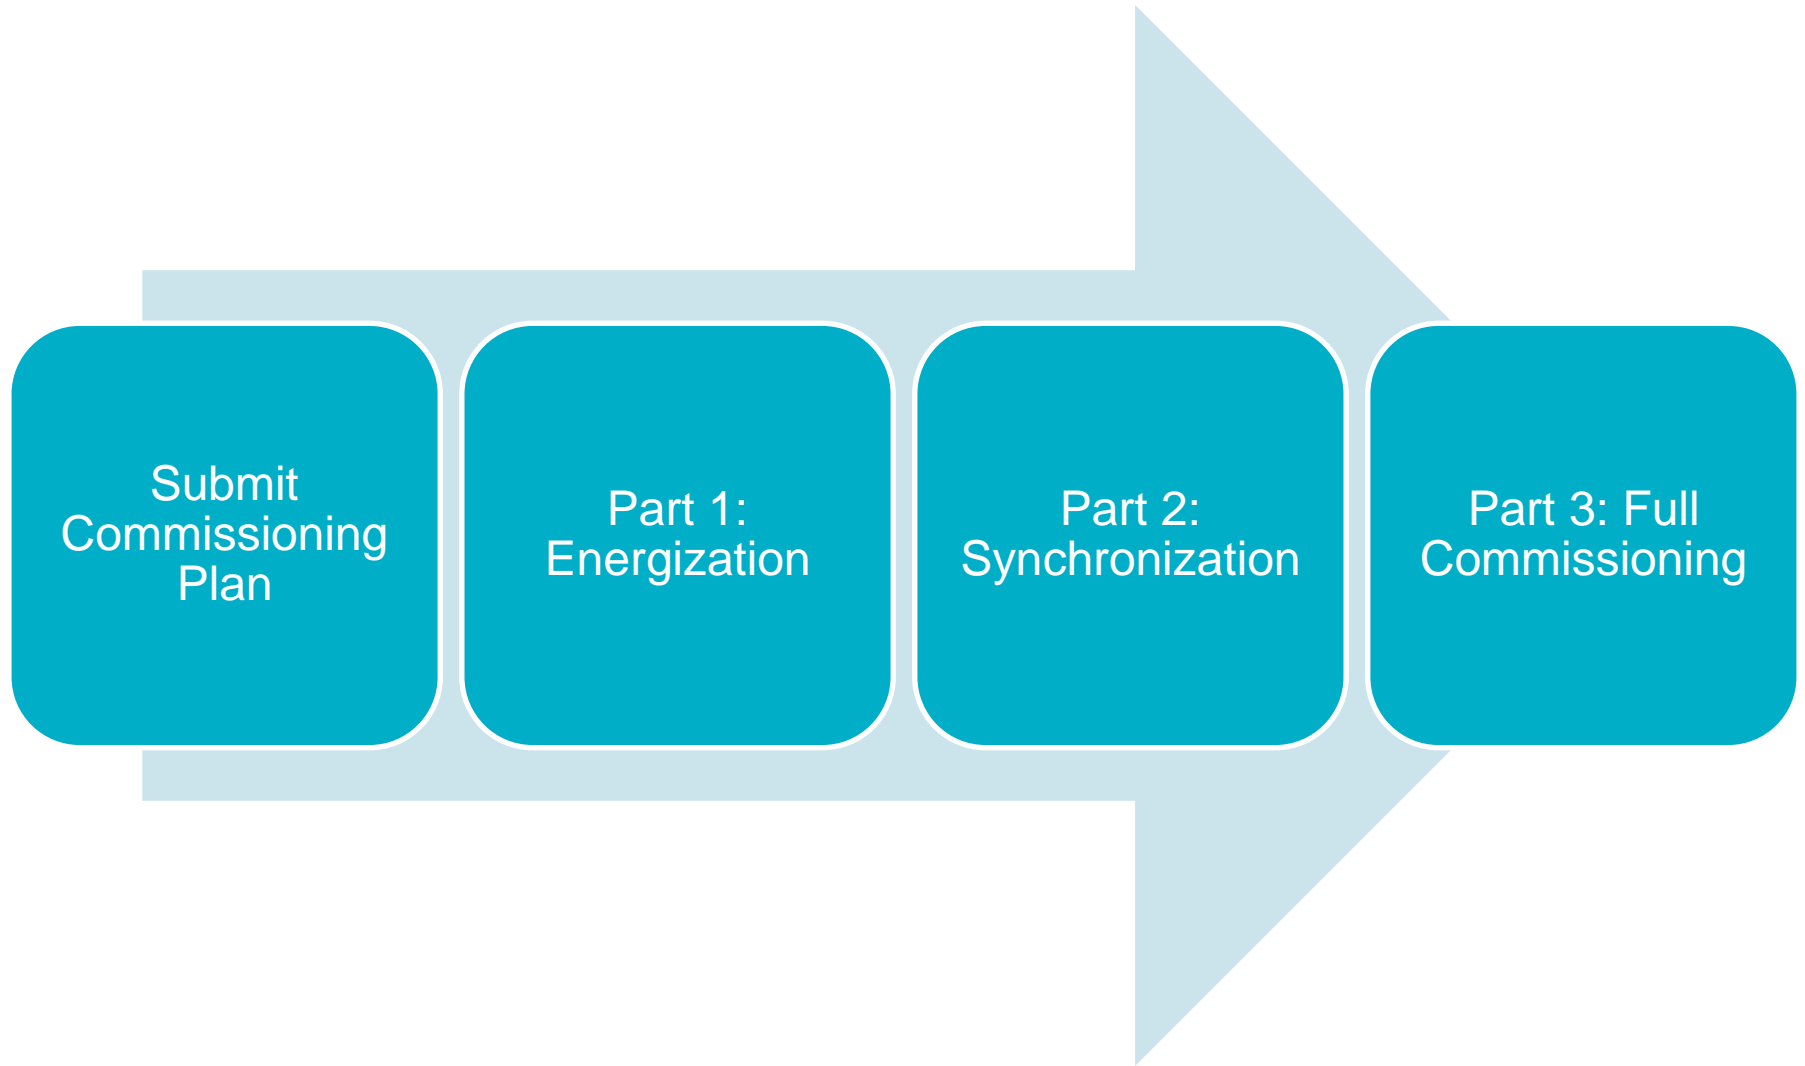 Submit
Commissioning
Plan
Part 1:
Energization
Part 2:
Synchronization
Part 3: Full
Commissioning